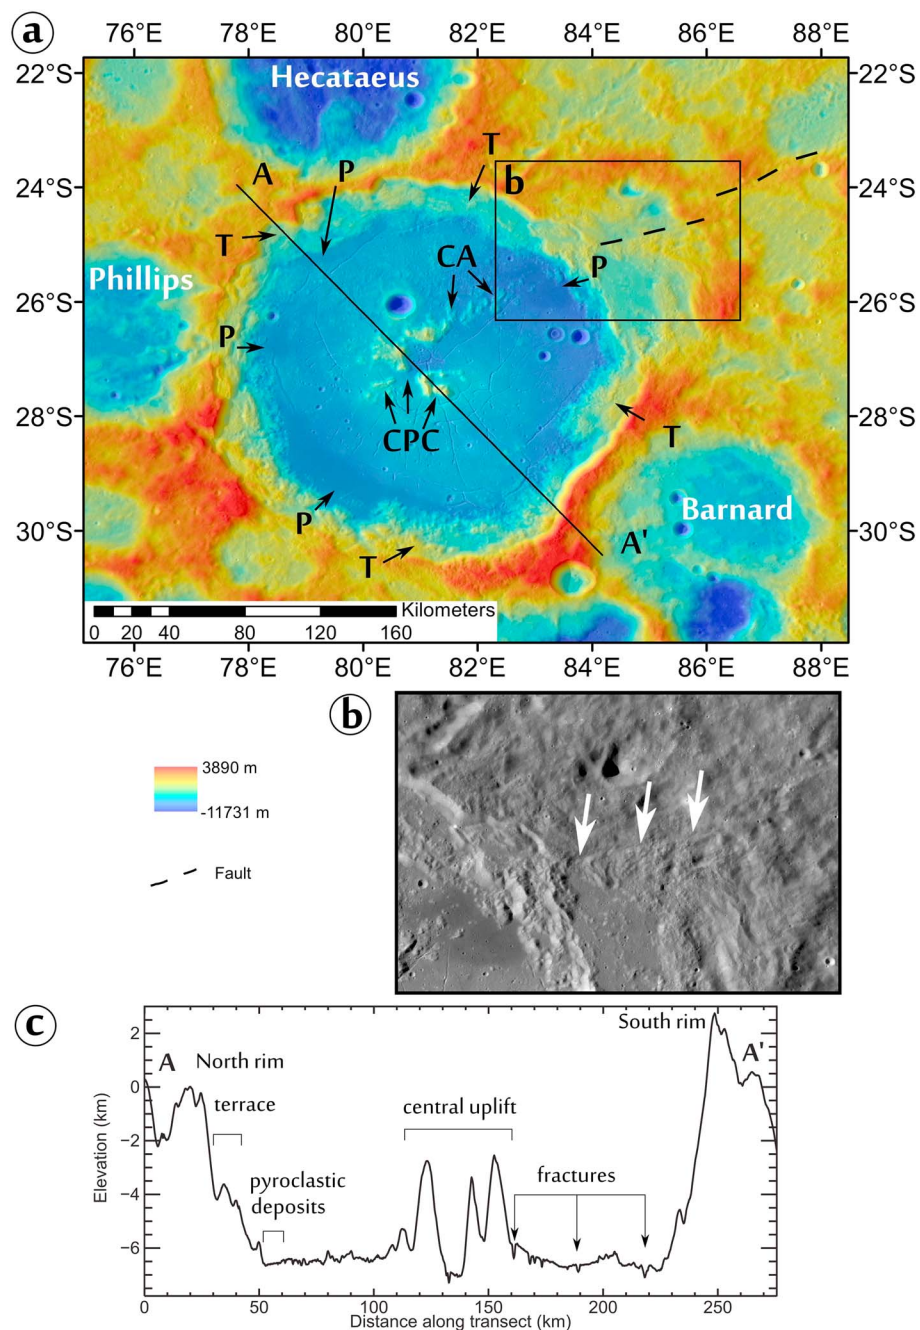 a
76°E 78°E 80°E 82°E 84°E 86°E 88°E
22°S 22°S
Hecataeus
T
A P b
24°S 24°S
T
CA P
Phillips
26°S 26°S
P
28°S 28°S
CPC
T
P Barnard
30°S 30°S
T A'
Kilometers
0 20 40 80 120 160
76°E 78°E 80°E 82°E 84°E 86°E 88°E
b
3890 m
-11731 m
Fault
c
South rim
A North rim A'
terrace
central uplift
pyroclastic
deposits
fractures
Elevation (km)
2
0
−2
−4
−6
0 50 100 150 200 250
Distance along transect (km)